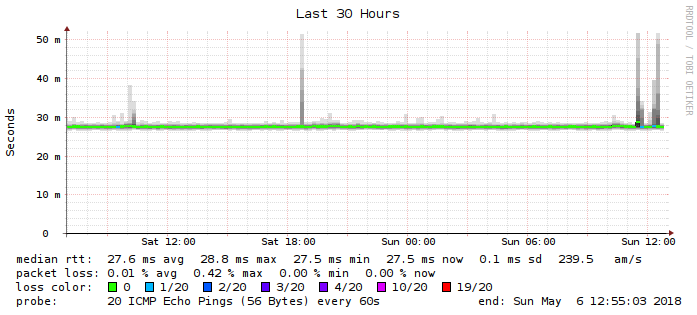 Last 30 Hours
RRDTOOL / TOBI OETIKER
Seconds
50 m
40 m
30 m
20 m
10 m
0
Sat 12:00 Sat 18:00 Sun 00:00 Sun 06:00 Sun 12:00
median rtt: 27.6 ms avg 28.8 ms max 27.5 ms min 27.5 ms now 0.1 ms sd 239.5 am/s
packet loss: 0.01 % avg 0.42 % max 0.00 % min 0.00 % now
loss color: 0 1/20 2/20 3/20 4/20 10/20 19/20
probe: 20 ICMP Echo Pings (56 Bytes) every 60s end: Sun May 6 12:55:03 2018